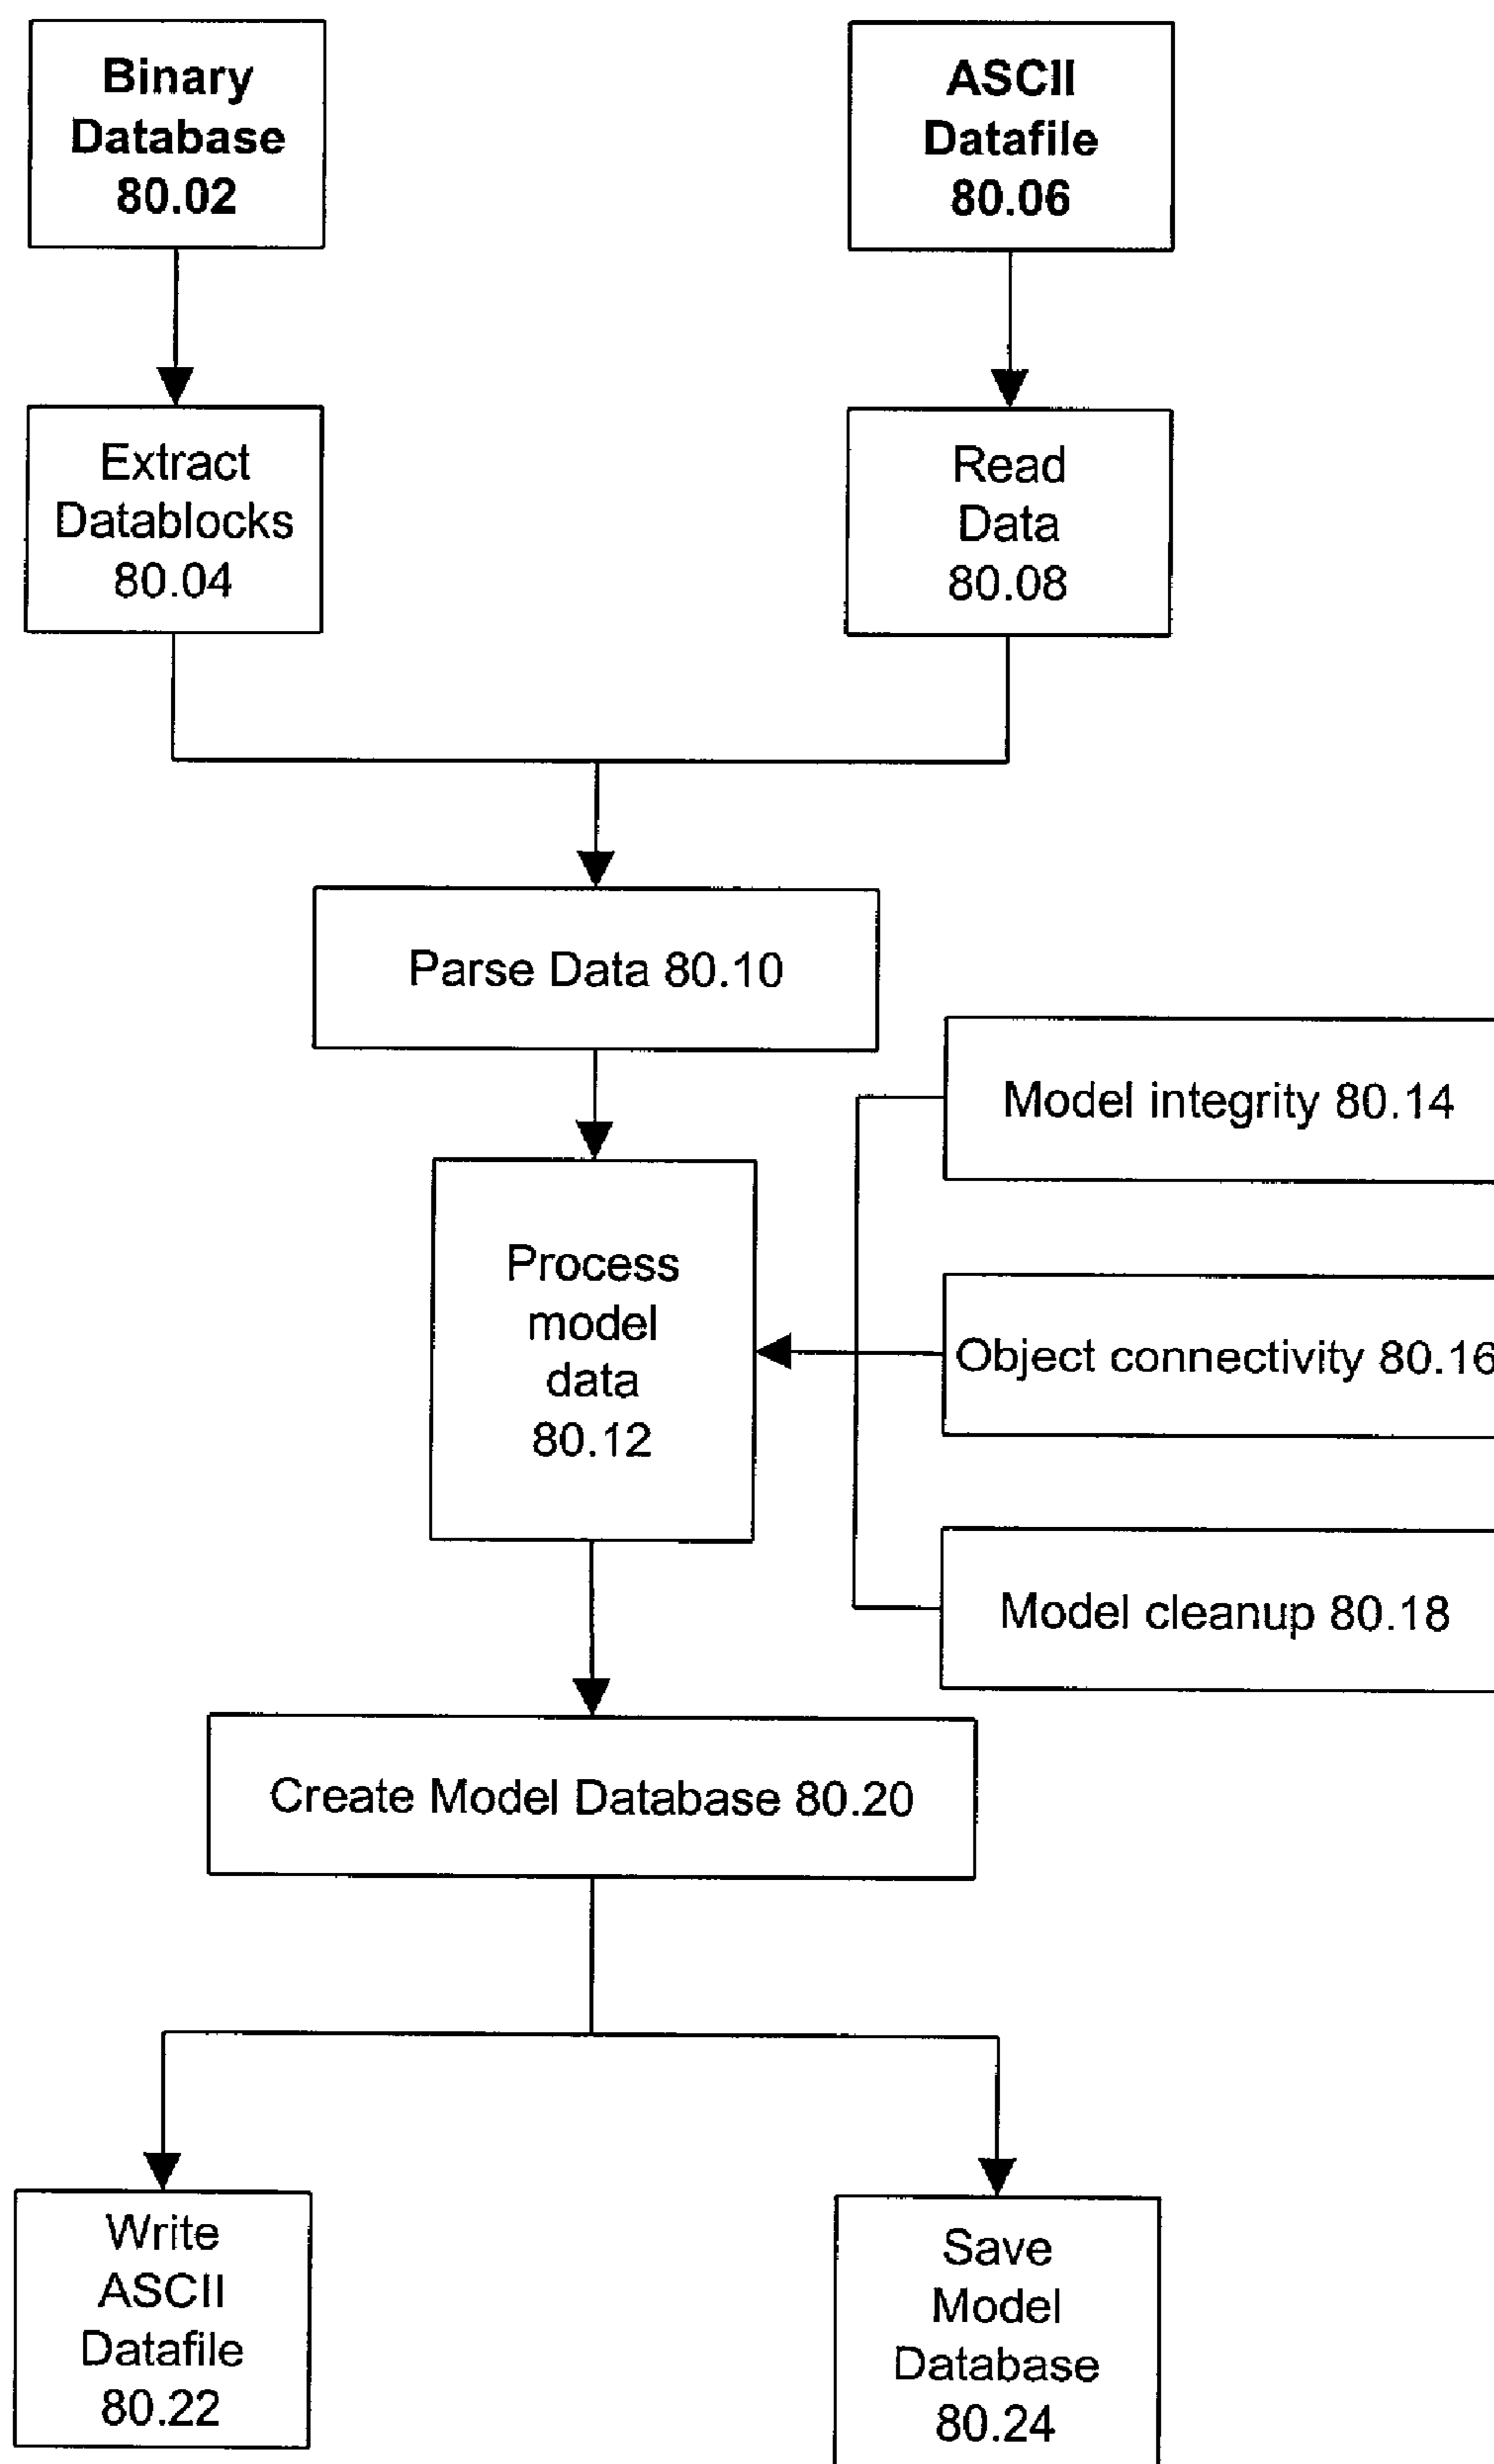 Binary
Database
80.02
ASCII
Datafile
80.06
Extract
Datablocks
80.04
Read
Data
80.08
Parse Data 80.10
Model integrity 80.14
Process
model
data
80.12
Object connectivity 80.16
Model cleanup 80.18
Create Model Database 80.20
Write
ASCII
Datafile
80.22
Save
Model
Database
80.24